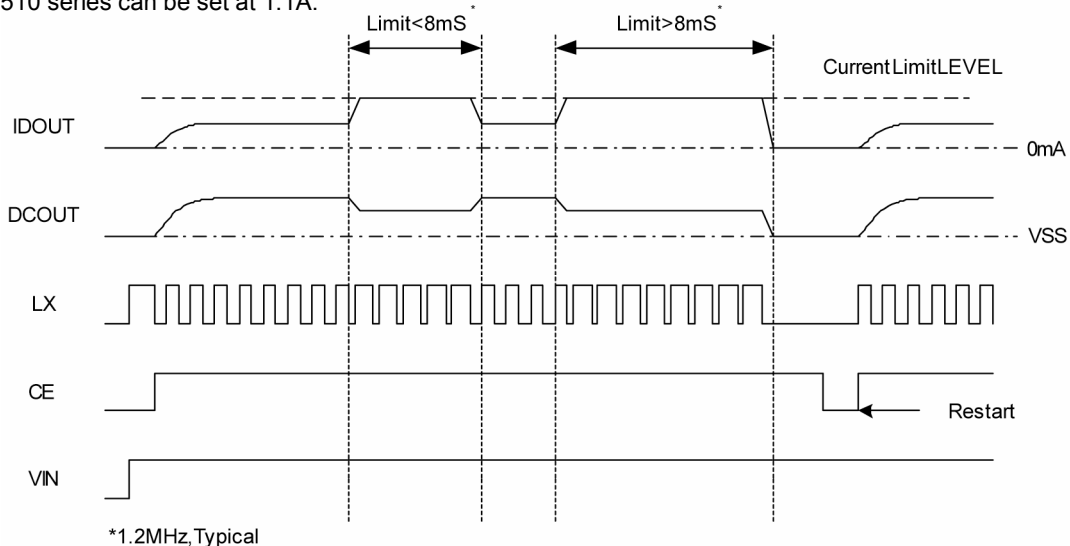 510 series can be set at 1.1A.
Limit<8mS*
Limit>8mS*
CurrentLimitLEVEL
IDOUT
0mA
DCOUT
VSS
LX
CE
Restart
VIN
*1.2MHz,Typical